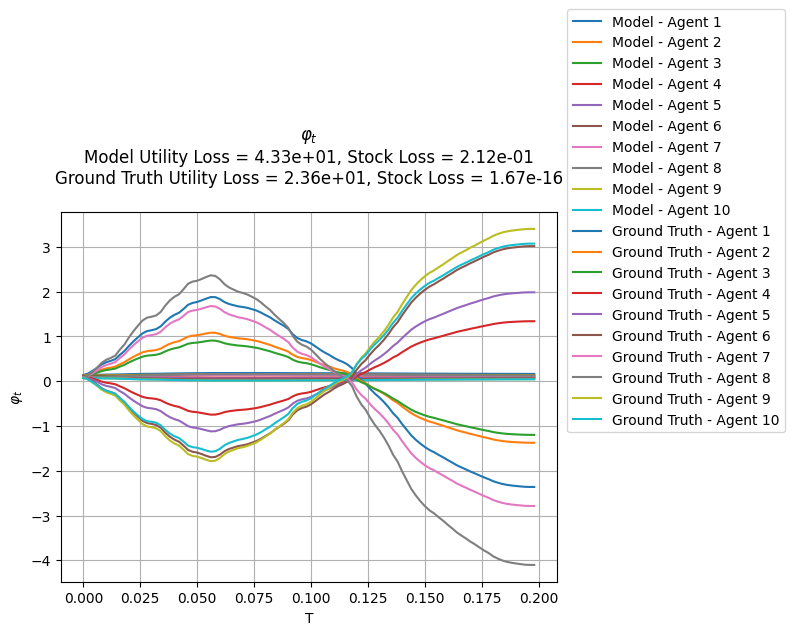 φₜ
Model Utility Loss = 4.33e+01, Stock Loss = 2.12e-01
Ground Truth Utility Loss = 2.36e+01, Stock Loss = 1.67e-16
φₜ
3
2
1
0
−1
−2
−3
−4
0.000 0.025 0.050 0.075 0.100 0.125 0.150 0.175 0.200
T
Model - Agent 1
Model - Agent 2
Model - Agent 3
Model - Agent 4
Model - Agent 5
Model - Agent 6
Model - Agent 7
Model - Agent 8
Model - Agent 9
Model - Agent 10
Ground Truth - Agent 1
Ground Truth - Agent 2
Ground Truth - Agent 3
Ground Truth - Agent 4
Ground Truth - Agent 5
Ground Truth - Agent 6
Ground Truth - Agent 7
Ground Truth - Agent 8
Ground Truth - Agent 9
Ground Truth - Agent 10